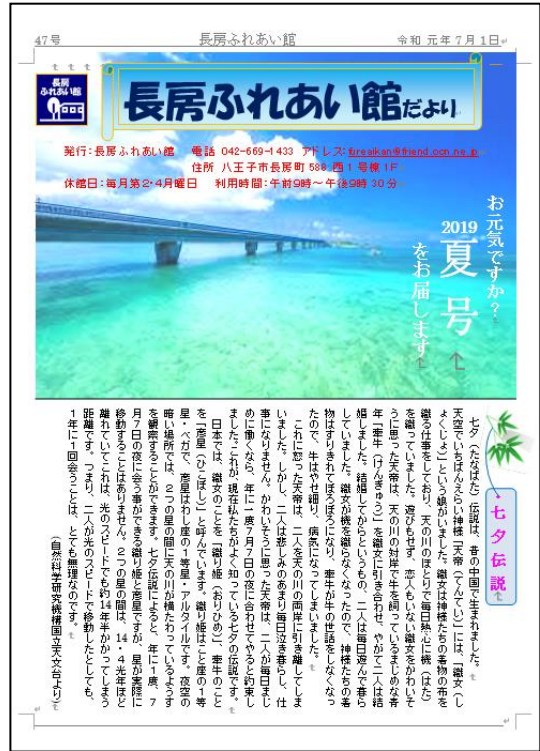 47号
長房ふれあい館
令和 元年 7月 1日
長房
ふれあい館
長房ふれあい館だより
発行：長房ふれあい館 電話 042-669-1433 アドレス：fureaikan@friend.ocn.ne.jp
住所 八王子市長房町 588 西 1 号棟 1F
休館日：毎月第2・4月曜日 利用時間：午前9時～午後9時 30 分
お元気ですか？
2019
夏 号
をお届します
七夕伝説
七夕（たなばた）伝説は、昔の中国で生まれました。
天空でいちばんえらい神様「天帝（てんてい）」には、「織女（し
ょくじょ）」という娘がいました。織女は神様たちの着物の布を
織る仕事をしており、天の川のほとりで毎日熱心に機（はた）
を織っていました。遊びもせず、恋人もいない織女をかわいそ
うに思った天帝は、天の川の対岸で牛を飼っているまじめな青
年「牽牛（けんぎゅう）」を織女に引き合わせ、やがて二人は結
婚しました。結婚してからというもの、二人は毎日遊んで暮ら
していました。織女が機を織らなくなったので、神様たちの着
物はすりきれてぼろぼろになり、牽牛が牛の世話をしなくなっ
たので、牛はやせ細り、病気になってしまいました。
これに怒った天帝は、二人を天の川の両岸に引き離してしま
いました。しかし、二人は悲しみのあまり毎日泣き暮らし、仕
事になりません。かわいそうに思った天帝は、二人が毎日まじ
めに働くなら、年に一度7月7日の夜に会わせてやると約束し
ました。これが、現在私たちがよく知っている七夕の伝説です。
日本では、織女のことを「織り姫（おりひめ）」、牽牛のこと
を「彦星（ひこぼし）」と呼んでいます。織り姫はこと座の1等
星・ベガで、彦星はわし座の1等星・アルタイルです。夜空の
暗い場所では、2つの星の間に天の川が横たわっているようす
を観察することができます。七夕伝説によると、年に1度、7
月7日の夜に会う事ができる織り姫と彦星ですが、星が実際に
移動することはありません。2つの星の間は、14・4光年ほど
離れていてこれは、光のスピードでも約14年半かかってしまう
距離です。つまり、二人が光のスピードで移動したとしても、
1年に1回会うことは、とても無理なのです。
（自然科学研究機構国立天文台より）